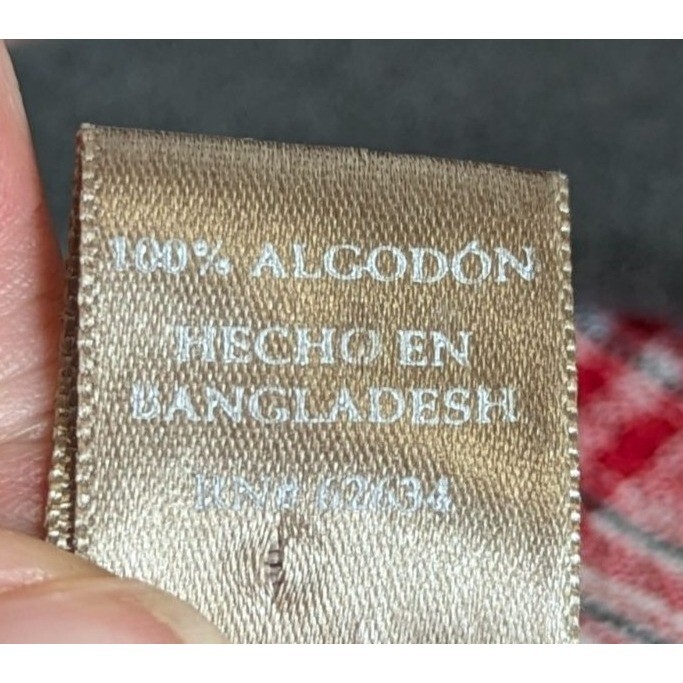 100% ALGODÓN
HECHO EN
BANGLADESH
RN# 62634